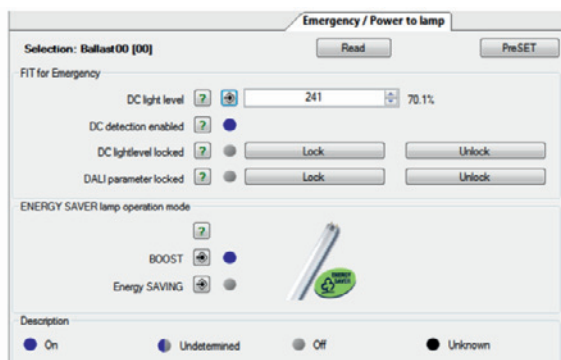 Emergency / Power to lamp
Selection: Ballast00 [00] Read PreSET
FIT for Emergency
DC light level ? 241 70.1%
DC detection enabled ?
DC lightlevel locked ? Lock Unlock
DALI parameter locked ? Lock Unlock
ENERGY SAVER lamp operation mode
?
BOOST
Energy SAVING
ENERGY
SAVER
Description
On Undetermined Off Unknown